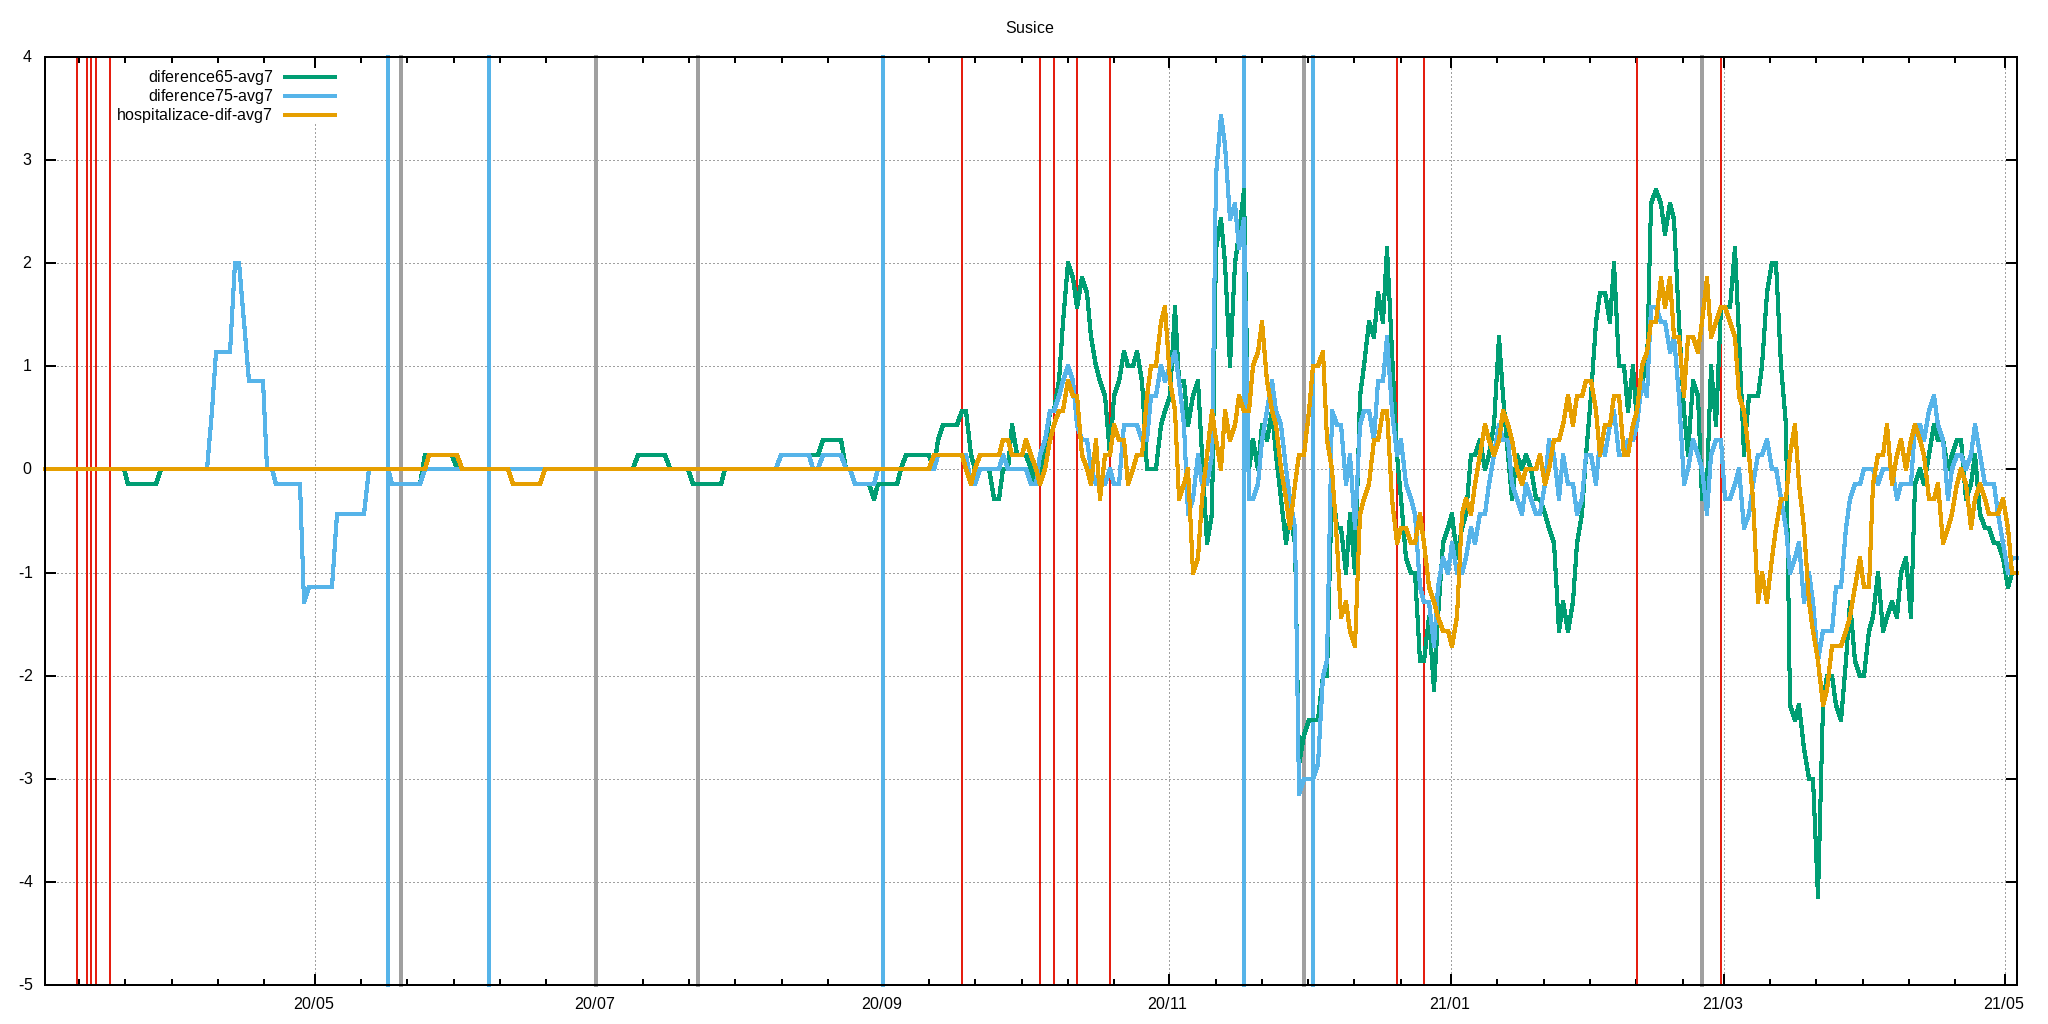 Susice
diference65-avg7
diference75-avg7
hospitalizace-dif-avg7
4
3
2
1
0
-1
-2
-3
-4
-5
20/05 20/07 20/09 20/11 21/01 21/03 21/05